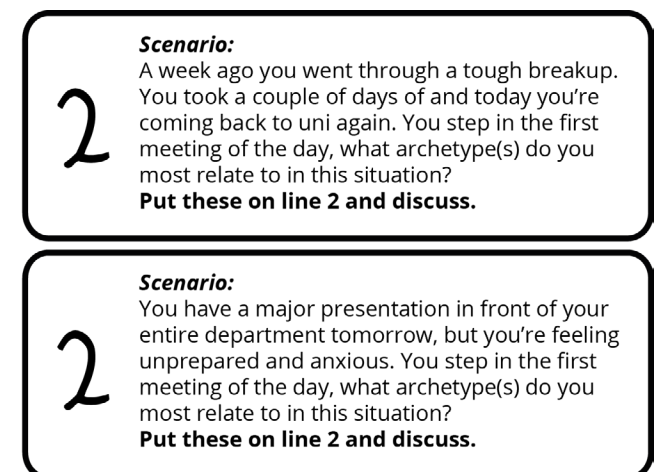 Scenario:
A week ago you went through a tough breakup.
You took a couple of days of and today you're
coming back to uni again. You step in the first
meeting of the day, what archetype(s) do you
most relate to in this situation?
Put these on line 2 and discuss.
2
Scenario:
You have a major presentation in front of your
entire department tomorrow, but you're feeling
unprepared and anxious. You step in the first
meeting of the day, what archetype(s) do you
most relate to in this situation?
Put these on line 2 and discuss.
2